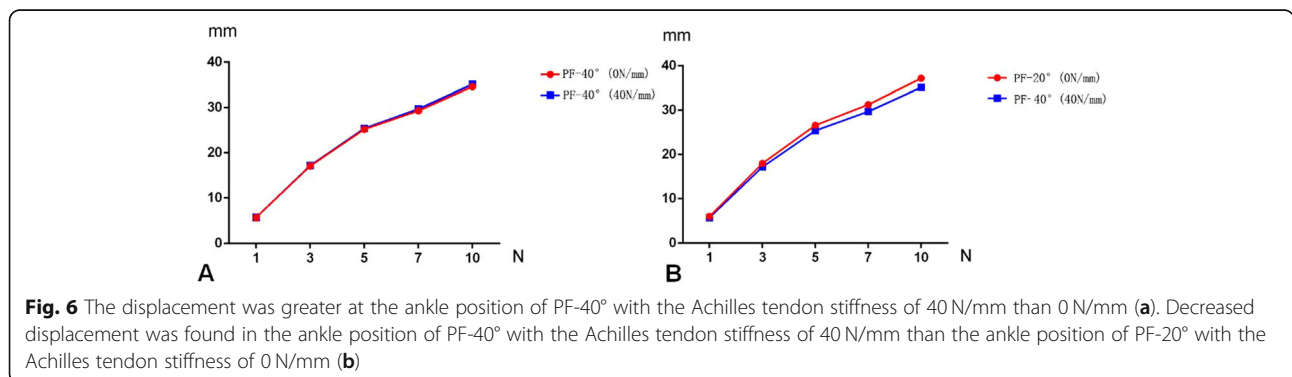 mm
40
30
20
10
0
1 3 5 7 10 N
PF-40° (0N/mm)
PF-40° (40N/mm)
A
mm
40
30
20
10
0
1 3 5 7 10 N
PF-20° (0N/mm)
PF-40° (40N/mm)
B
Fig. 6 The displacement was greater at the ankle position of PF-40° with the Achilles tendon stiffness of 40 N/mm than 0 N/mm (a). Decreased
displacement was found in the ankle position of PF-40° with the Achilles tendon stiffness of 40 N/mm than the ankle position of PF-20° with the
Achilles tendon stiffness of 0 N/mm (b)